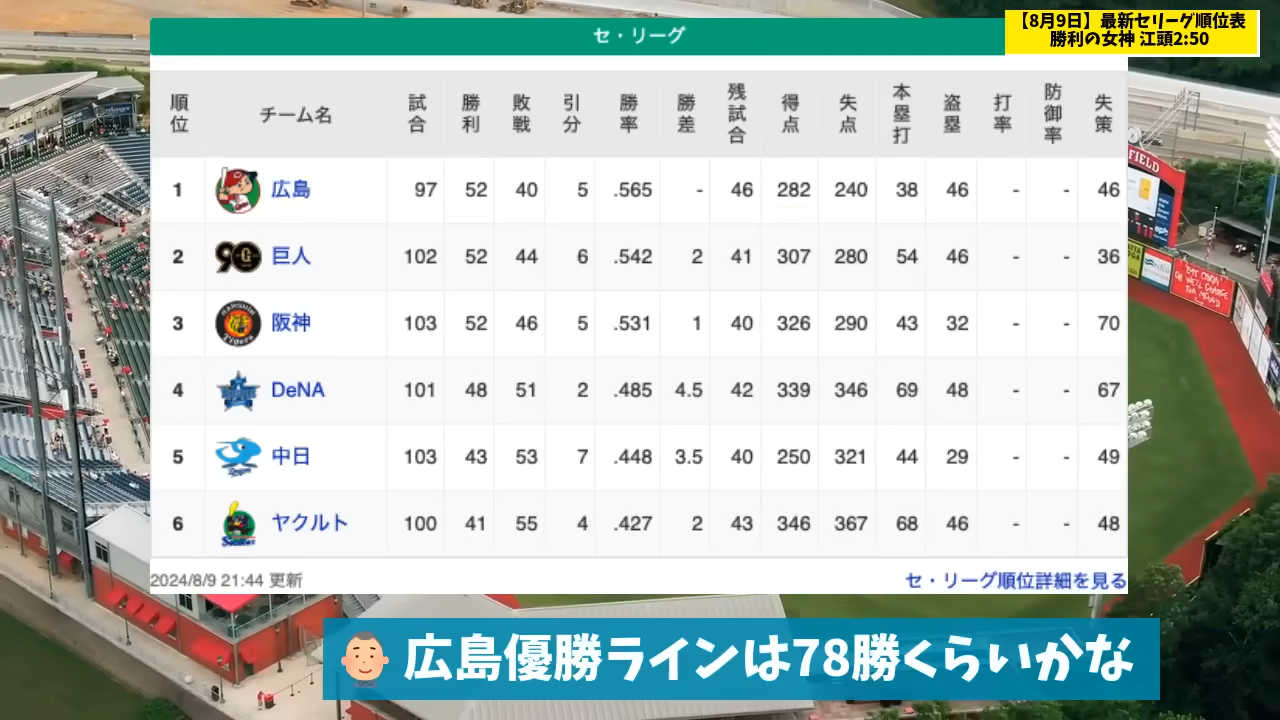 セ・リーグ
【8月9日】最新セリーグ順位表
勝利の女神 江頭2:50
順位 チーム名 試合 勝利 敗戦 引分 勝率 勝差 残試合 得点 失点 本塁打 盗塁 打率 防御率 失策
1 広島 97 52 40 5 .565 - 46 282 240 38 46 - - 46
2 巨人 102 52 44 6 .542 2 41 307 280 54 46 - - 36
3 阪神 103 52 46 5 .531 1 40 326 290 43 32 - - 70
4 DeNA 101 48 51 2 .485 4.5 42 339 346 69 48 - - 67
5 中日 103 43 53 7 .448 3.5 40 250 321 44 29 - - 49
6 ヤクルト 100 41 55 4 .427 2 43 346 367 68 46 - - 48
2024/8/9 21:44 更新
セ・リーグ順位詳細を見る
広島優勝ラインは78勝くらいかな